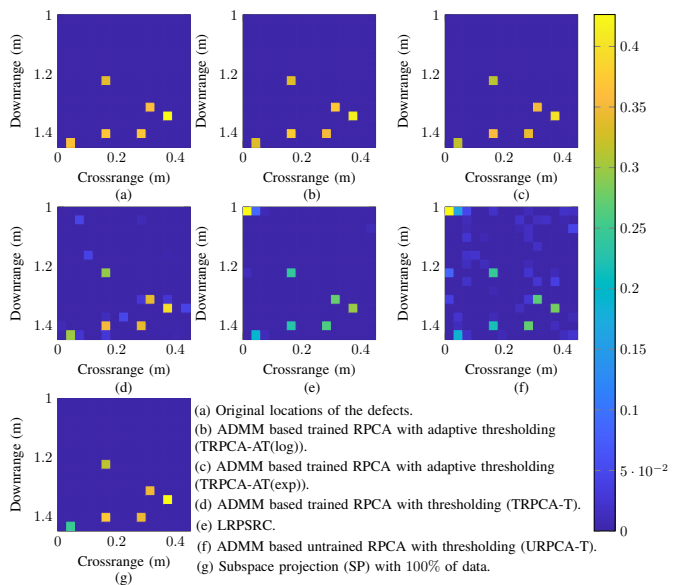 1
1.2
1.4
Downrange (m)
0
0.2
0.4
Crossrange (m)
(a)
1
1.2
1.4
Downrange (m)
0
0.2
0.4
Crossrange (m)
(b)
1
1.2
1.4
Downrange (m)
0
0.2
0.4
Crossrange (m)
(c)
0.4
0.35
0.3
0.25
0.2
0.15
0.1
5 · 10⁻²
0
1
1.2
1.4
Downrange (m)
0
0.2
0.4
Crossrange (m)
(d)
1
1.2
1.4
Downrange (m)
0
0.2
0.4
Crossrange (m)
(e)
1
1.2
1.4
Downrange (m)
0
0.2
0.4
Crossrange (m)
(f)
1
1.2
1.4
Downrange (m)
0
0.2
0.4
Crossrange (m)
(g)
(a) Original locations of the defects.
(b) ADMM based trained RPCA with adaptive thresholding
(TRPCA-AT(log)).
(c) ADMM based trained RPCA with adaptive thresholding
(TRPCA-AT(exp)).
(d) ADMM based trained RPCA with thresholding (TRPCA-T).
(e) LRPSRC.
(f) ADMM based untrained RPCA with thresholding (URPCA-T).
(g) Subspace projection (SP) with 100% of data.